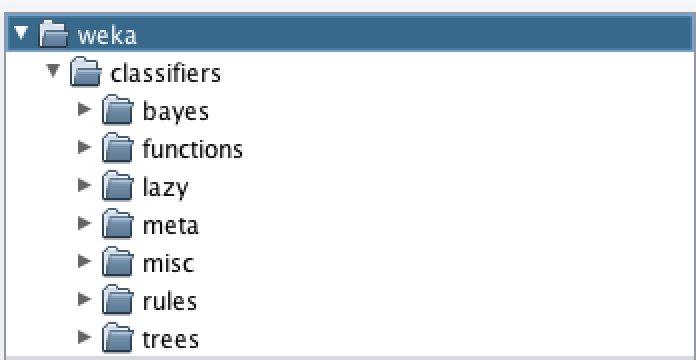 weka
classifiers
bayes
functions
lazy
meta
misc
rules
trees